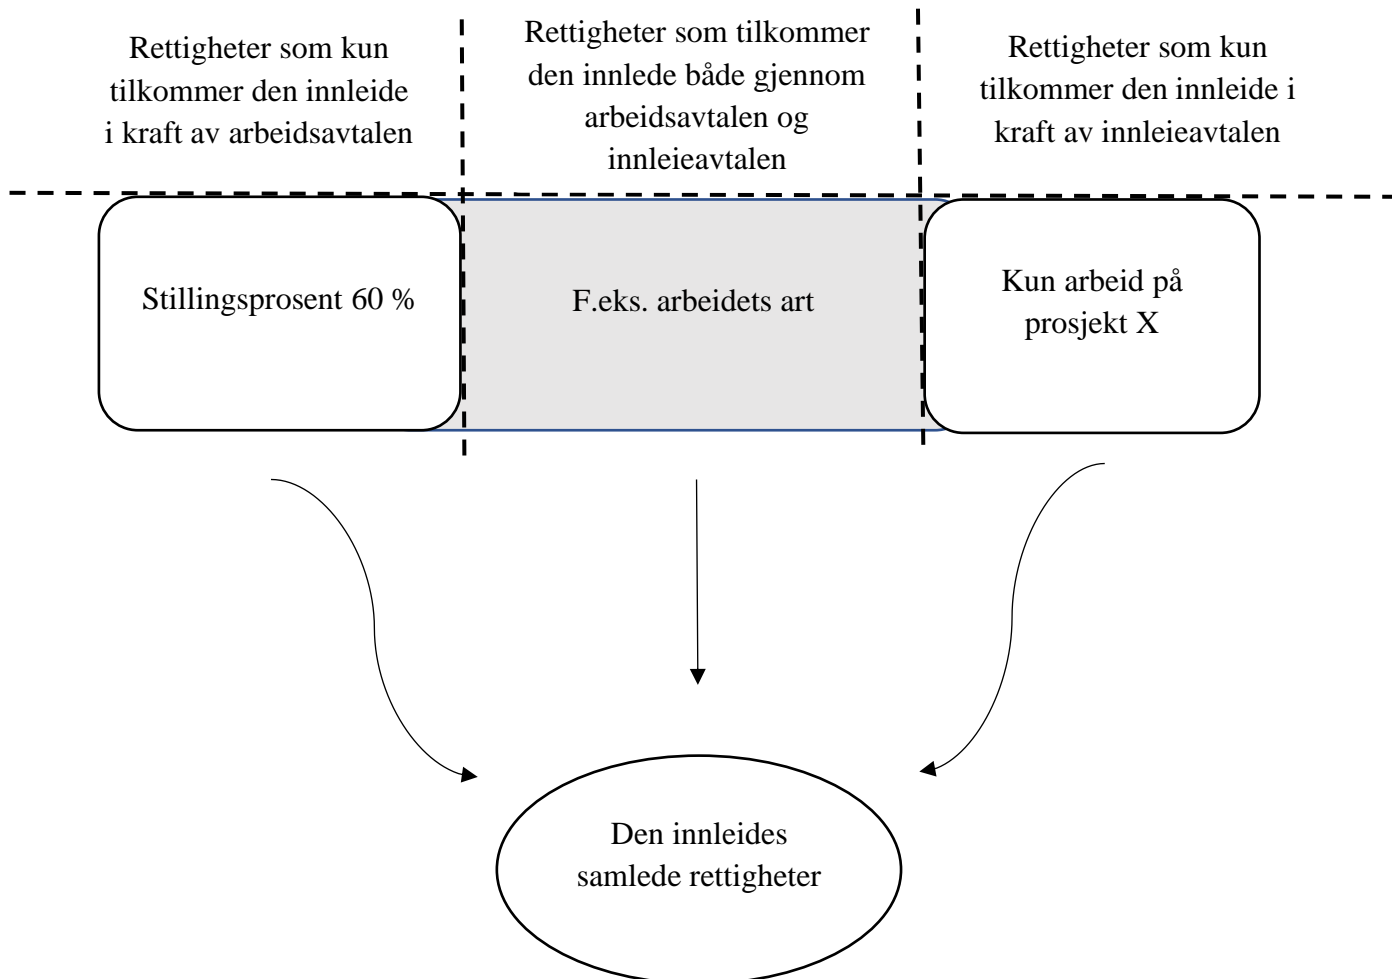 Rettigheter som kun
tilkommer den innleide
i kraft av arbeidsavtalen
Rettigheter som tilkommer
den innlede både gjennom
arbeidsavtalen og
innleieavtalen
Rettigheter som kun
tilkommer den innleide i
kraft av innleieavtalen
Stillingsprosent 60 %
F.eks. arbeidets art
Kun arbeid på
prosjekt X
Den innleides
samlede rettigheter